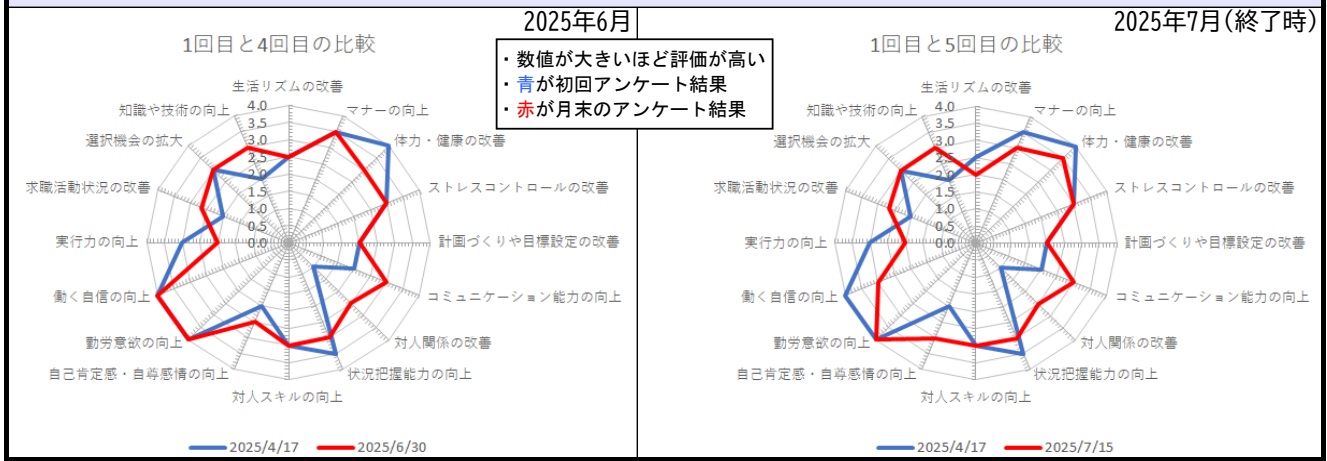 2025年6月
1回目と4回目の比較
・数値が大きいほど評価が高い
・青が初回アンケート結果
・赤が月末のアンケート結果
生活リズムの改善
マナーの向上
体力・健康の改善
ストレスコントロールの改善
計画づくりや目標設定の改善
コミュニケーション能力の向上
対人関係の改善
状況把握能力の向上
対人スキルの向上
自己肯定感・自尊感情の向上
勤労意欲の向上
働く自信の向上
実行力の向上
求職活動状況の改善
選択機会の拡大
知識や技術の向上
4.0
3.5
3.0
2.5
2.0
1.5
1.0
0.5
0.0
2025/4/17
2025/6/30
2025年7月(終了時)
1回目と5回目の比較
生活リズムの改善
マナーの向上
体力・健康の改善
ストレスコントロールの改善
計画づくりや目標設定の改善
コミュニケーション能力の向上
対人関係の改善
状況把握能力の向上
対人スキルの向上
自己肯定感・自尊感情の向上
勤労意欲の向上
働く自信の向上
実行力の向上
求職活動状況の改善
選択機会の拡大
知識や技術の向上
4.0
3.5
3.0
2.5
2.0
1.5
1.0
0.5
0.0
2025/4/17
2025/7/15